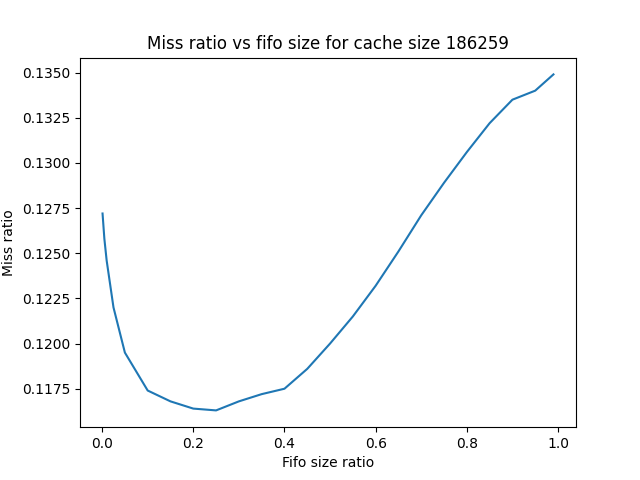 Miss ratio vs fifo size for cache size 186259
0.1350
0.1325
0.1300
0.1275
0.1250
0.1225
0.1200
0.1175
Miss ratio
0.0 0.2 0.4 0.6 0.8 1.0
Fifo size ratio